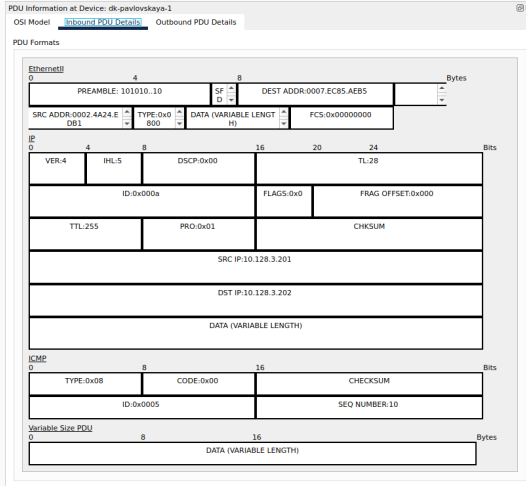 PDU Information at Device: dk-pavlovskaya-1
OSI Model Inbound PDU Details Outbound PDU Details
PDU Formats
EthernetII
0 4 8 Bytes
PREAMBLE: 101010..10 SF D DEST ADDR:0007.EC85.AEB5
SRC ADDR:0002.4A24.E DB1 TYPE:0x0 800 DATA (VARIABLE LENGT H) FCS:0x00000000
IP
0 4 8 16 20 24 Bits
VER:4 IHL:5 DSCP:0x00 TL:28
ID:0x000a FLAGS:0x0 FRAG OFFSET:0x000
TTL:255 PRO:0x01 CHKSUM
SRC IP:10.128.3.201
DST IP:10.128.3.202
DATA (VARIABLE LENGTH)
ICMP
0 8 16 Bits
TYPE:0x08 CODE:0x00 CHECKSUM
ID:0x0005 SEQ NUMBER:10
Variable Size PDU
0 8 16 Bytes
DATA (VARIABLE LENGTH)